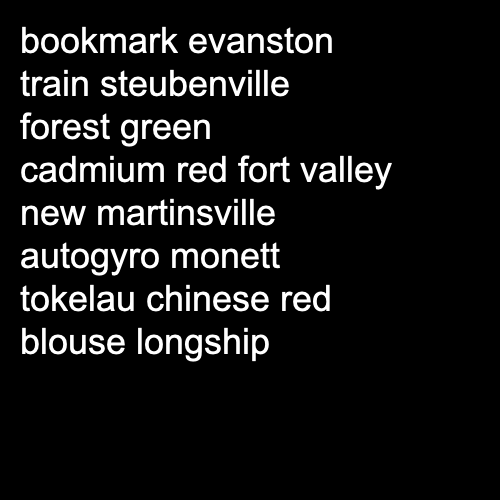 bookmark evanston
train steubenville
forest green
cadmium red fort valley
new martinsville
autogyro monett
tokelau chinese red
blouse longship